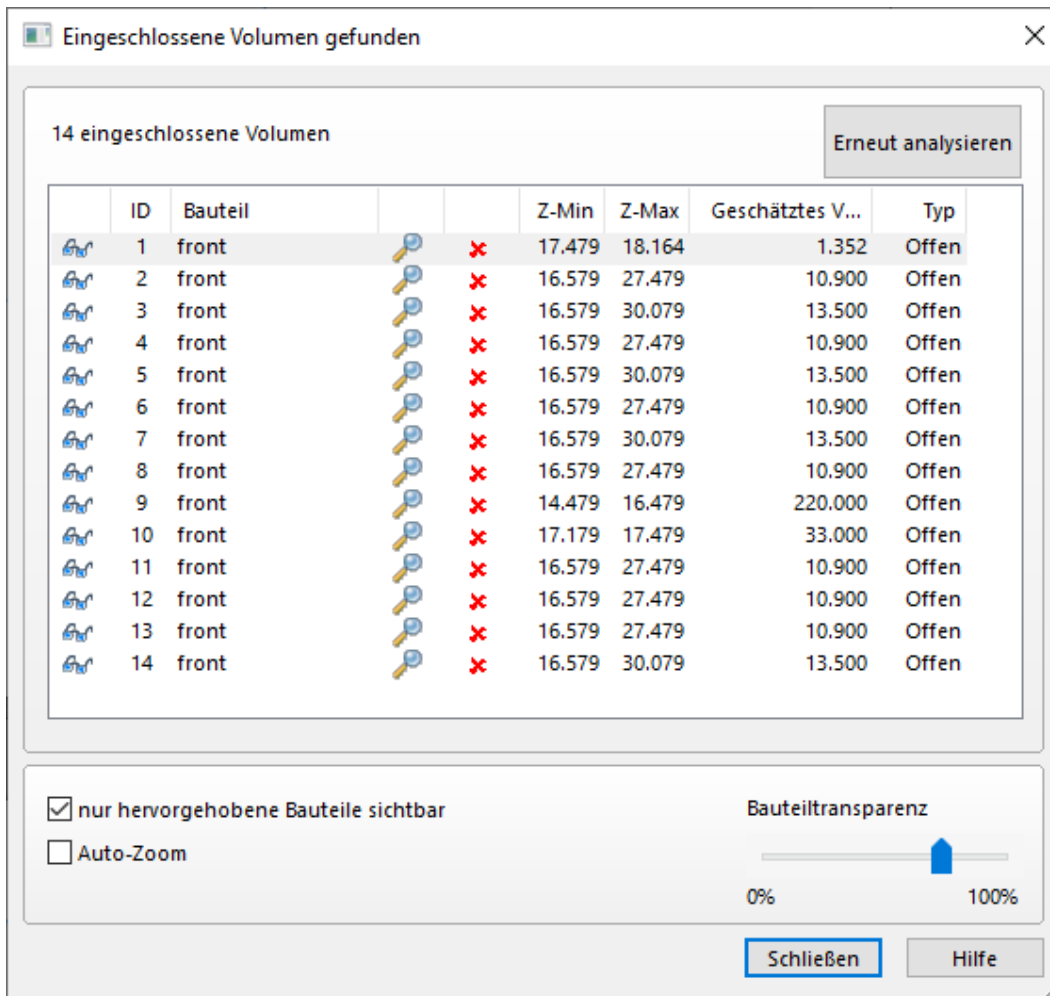 Eingeschlossene Volumen gefunden
14 eingeschlossene Volumen
Erneut analysieren
ID Bauteil Z-Min Z-Max Geschätztes V... Typ
1 front 17.479 18.164 1.352 Offen
2 front 16.579 27.479 10.900 Offen
3 front 16.579 30.079 13.500 Offen
4 front 16.579 27.479 10.900 Offen
5 front 16.579 30.079 13.500 Offen
6 front 16.579 27.479 10.900 Offen
7 front 16.579 30.079 13.500 Offen
8 front 16.579 27.479 10.900 Offen
9 front 14.479 16.479 220.000 Offen
10 front 17.179 17.479 33.000 Offen
11 front 16.579 27.479 10.900 Offen
12 front 16.579 27.479 10.900 Offen
13 front 16.579 27.479 10.900 Offen
14 front 16.579 30.079 13.500 Offen
nur hervorgehobene Bauteile sichtbar
Bauteiltransparenz
Auto-Zoom
0% 100%
Schließen Hilfe